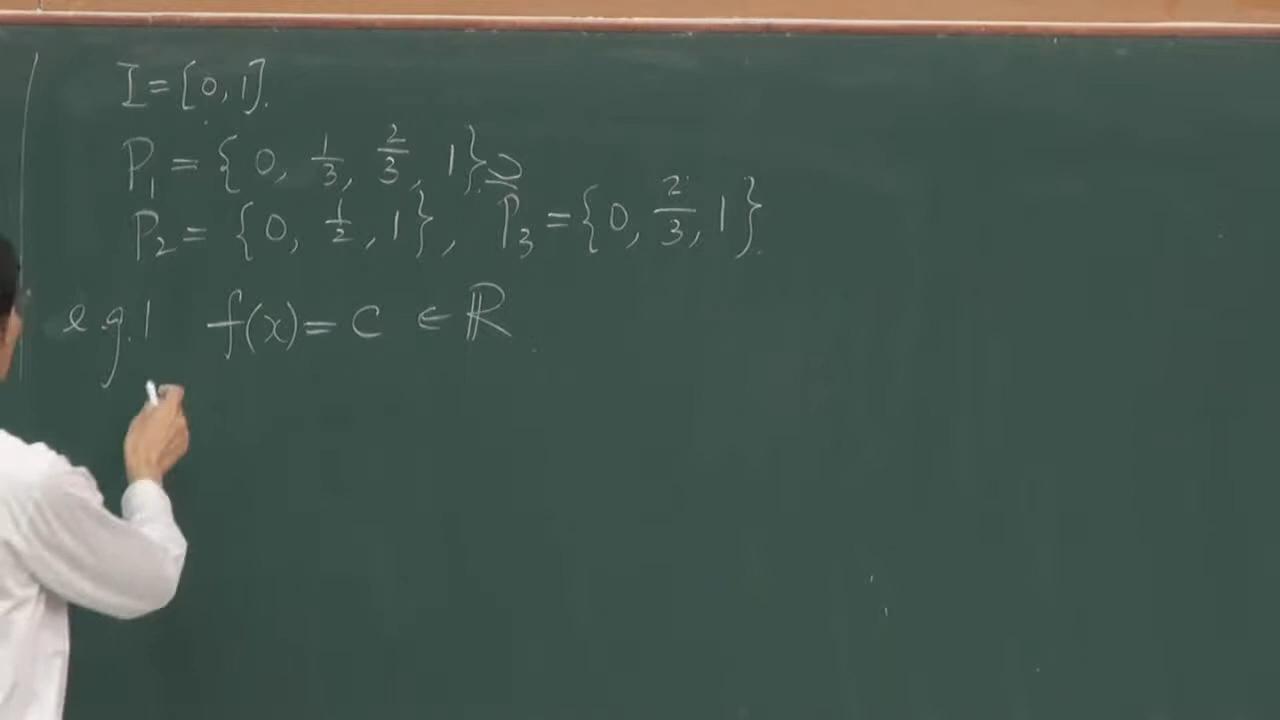 I = [0, 1].
P₁ = {0, 1/3, 2/3, 1}. ⊇
P₂ = {0, 1/2, 1}, P₃ = {0, 2/3, 1}.
e.g.1 f(x) = C ∈ ℝ.